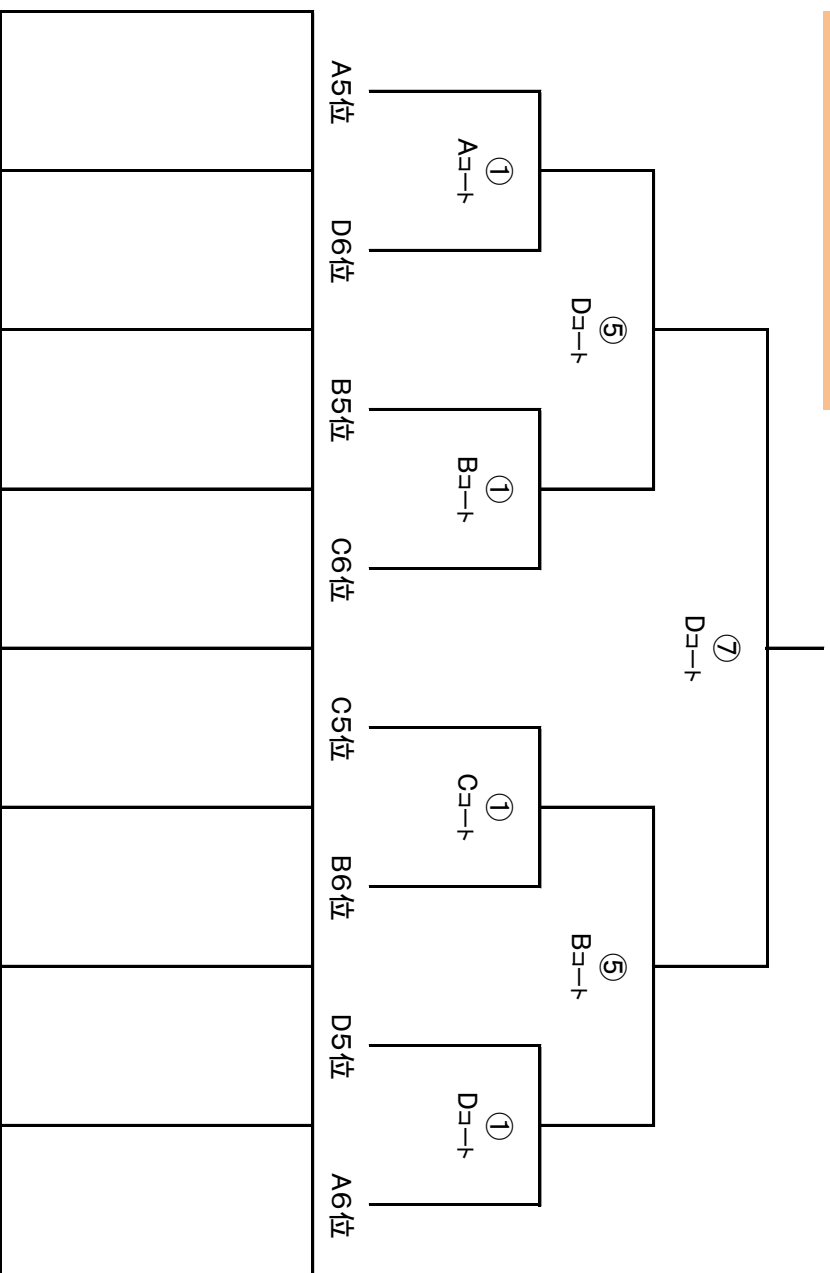 ⑦
Dコート
⑤
Dコート
⑤
Bコート
①
Aコート
①
Bコート
①
Cコート
①
Dコート
A5位
D6位
B5位
C6位
C5位
B6位
D5位
A6位